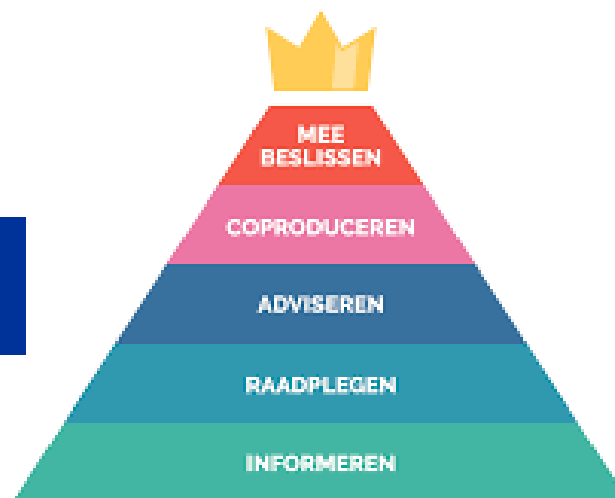 MEE
BESLISSEN
COPRODUCEREN
ADVISEREN
RAADPLEGEN
INFORMEREN